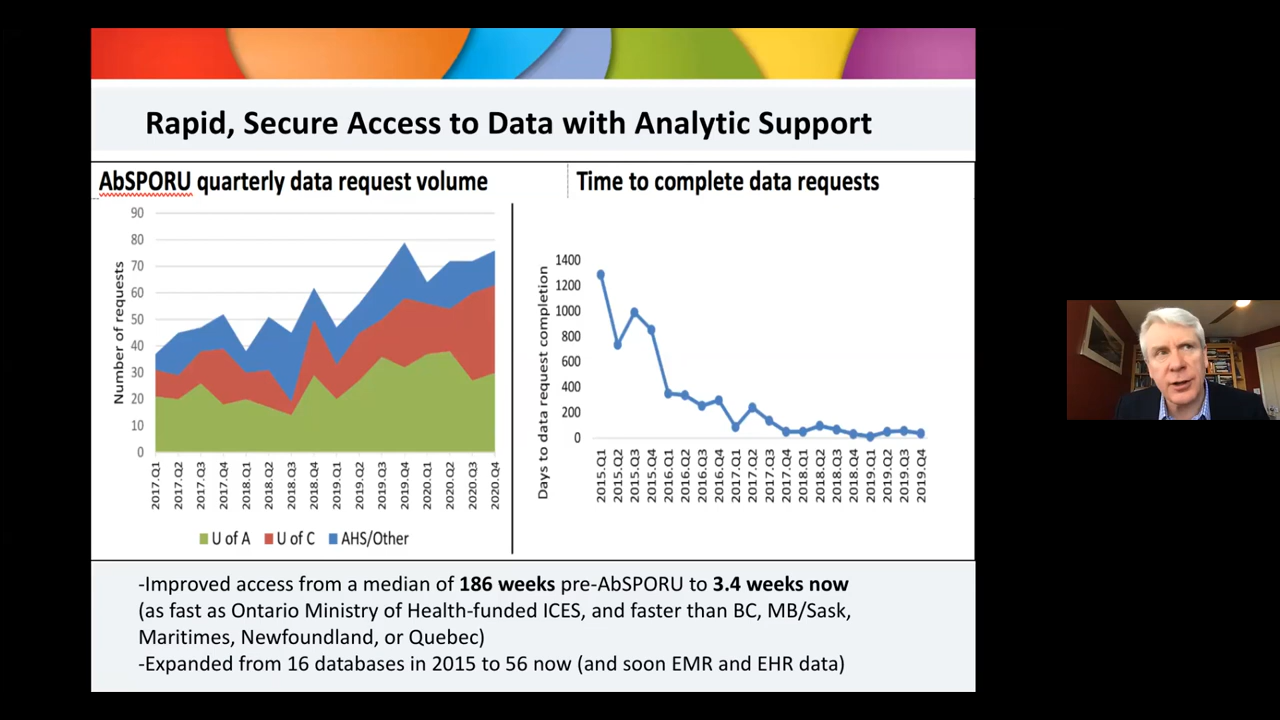 Rapid, Secure Access to Data with Analytic Support
AbSPORU quarterly data request volume
Number of requests
90
80
70
60
50
40
30
20
10
0
2017.Q1
2017.Q2
2017.Q3
2017.Q4
2018.Q1
2018.Q2
2018.Q3
2018.Q4
2019.Q1
2019.Q2
2019.Q3
2019.Q4
2020.Q1
2020.Q2
2020.Q3
2020.Q4
U of A U of C AHS/Other
Time to complete data requests
Days to data request completion
1400
1200
1000
800
600
400
200
0
2015.Q1
2015.Q2
2015.Q3
2015.Q4
2016.Q1
2016.Q2
2016.Q3
2016.Q4
2017.Q1
2017.Q2
2017.Q3
2017.Q4
2018.Q1
2018.Q2
2018.Q3
2018.Q4
2019.Q1
2019.Q2
2019.Q3
2019.Q4
-Improved access from a median of 186 weeks pre-AbSPORU to 3.4 weeks now
(as fast as Ontario Ministry of Health-funded ICES, and faster than BC, MB/Sask,
Maritimes, Newfoundland, or Quebec)
-Expanded from 16 databases in 2015 to 56 now (and soon EMR and EHR data)